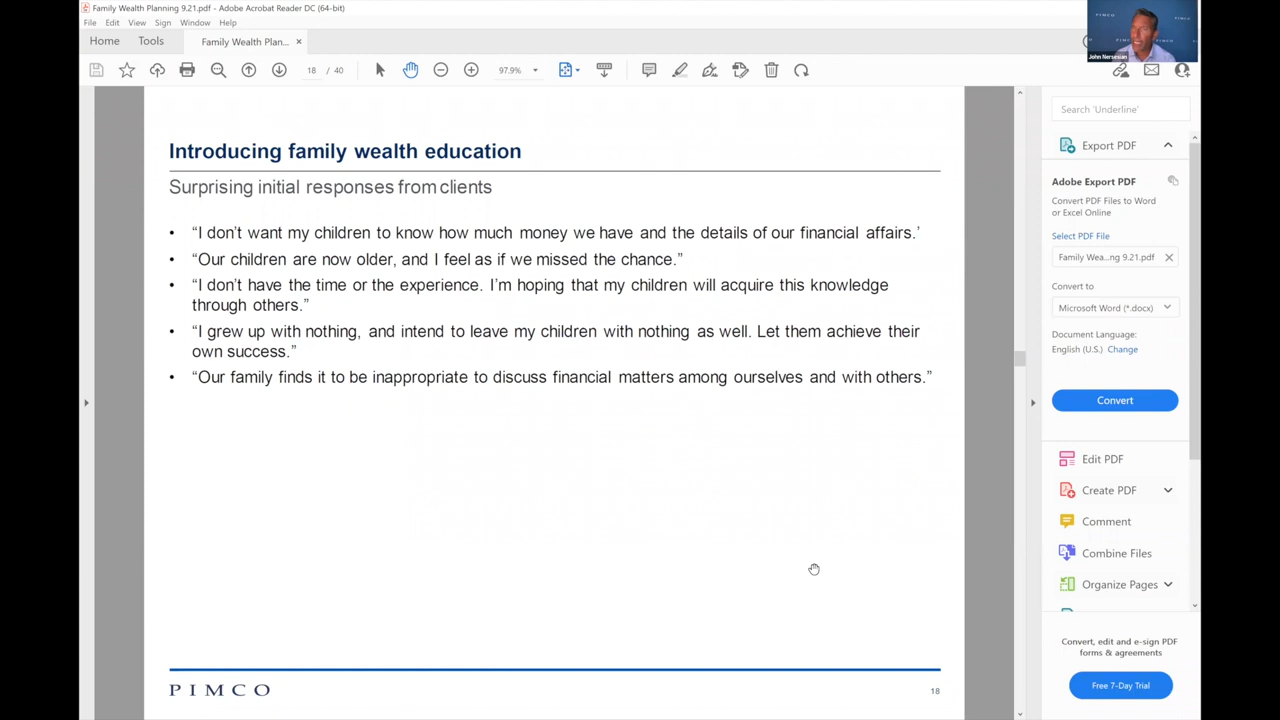 Family Wealth Planning 9.21.pdf - Adobe Acrobat Reader DC (64-bit)
File Edit View Sign Window Help
Home Tools Family Wealth Plan... ×
18 / 40 97.9%
PIMCO
John Nersesian
Introducing family wealth education
Surprising initial responses from clients
• “I don’t want my children to know how much money we have and the details of our financial affairs.’
• “Our children are now older, and I feel as if we missed the chance.”
• “I don’t have the time or the experience. I’m hoping that my children will acquire this knowledge
through others.”
• “I grew up with nothing, and intend to leave my children with nothing as well. Let them achieve their
own success.”
• “Our family finds it to be inappropriate to discuss financial matters among ourselves and with others.”
PIMCO
18
Search 'Underline'
Export PDF
Adobe Export PDF
Convert PDF Files to Word
or Excel Online
Select PDF File
Family Wea...ng 9.21.pdf ×
Convert to
Microsoft Word (*.docx)
Document Language:
English (U.S.) Change
Convert
Edit PDF
Create PDF
Comment
Combine Files
Organize Pages
Convert, edit and e-sign PDF
forms & agreements
Free 7-Day Trial